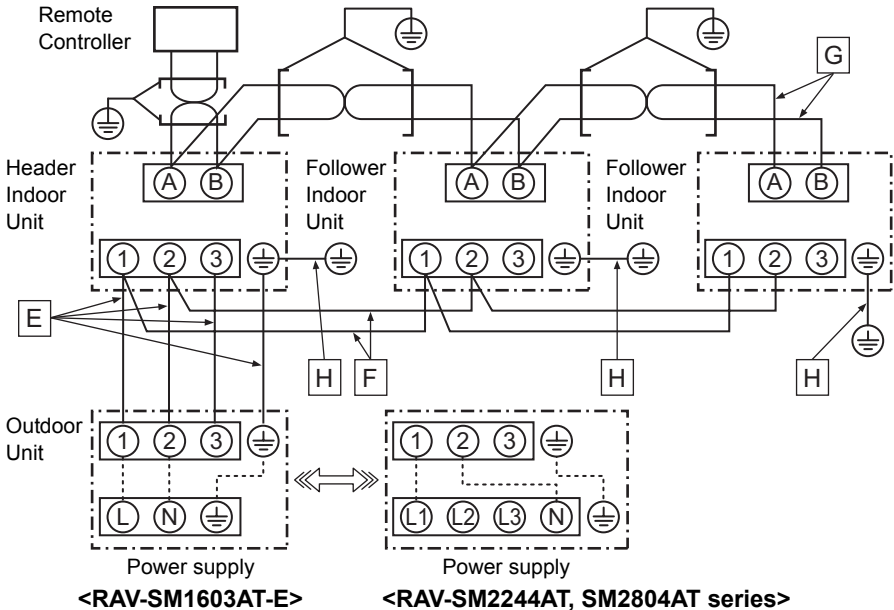 Remote
Controller
G
Header
Indoor
Unit
A B
Follower
Indoor
Unit
A B
Follower
Indoor
Unit
A B
1 2 3
1 2 3
1 2 3
E
H F H H
Outdoor
Unit
1 2 3
1 2 3
L N
L1 L2 L3 N
Power supply
Power supply
<RAV-SM1603AT-E>
<RAV-SM2244AT, SM2804AT series>